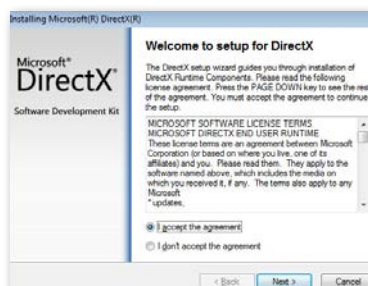 Installing Microsoft(R) DirectX(R)
Microsoft®
DirectX®
Software Development Kit
Welcome to setup for DirectX
The DirectX setup wizard guides you through installation of
DirectX Runtime Components. Please read the following
license agreement. Press the PAGE DOWN key to see the res
of the agreement. You must accept the agreement to continue
the setup.
MICROSOFT SOFTWARE LICENSE TERMS
MICROSOFT DIRECTX END USER RUNTIME
These license terms are an agreement between Microsoft
Corporation (or based on where you live, one of its
affiliates) and you. Please read them. They apply to the
software named above, which includes the media on
which you received it, if any. The terms also apply to any
Microsoft
* updates,
I accept the agreement
I don't accept the agreement
< Back
Next >
Cancel